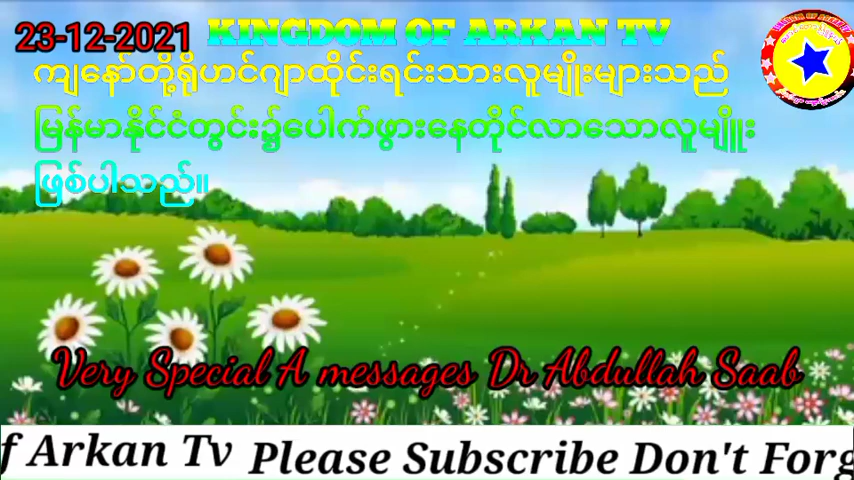 23-12-2021 KINGDOM OF ARKAN TV
ကျနော်တို့ရိုဟင်ဂျာထိုင်းရင်းသားလူမျိုးများသည်
မြန်မာနိုင်ငံတွင်း၌ပေါက်ဖွားနေတိုင်လာသောလူမျိူး
ဖြစ်ပါသည်။
Very Special A messages Dr Abdullah Saab
f Arkan Tv Please Subscribe Don't Forg